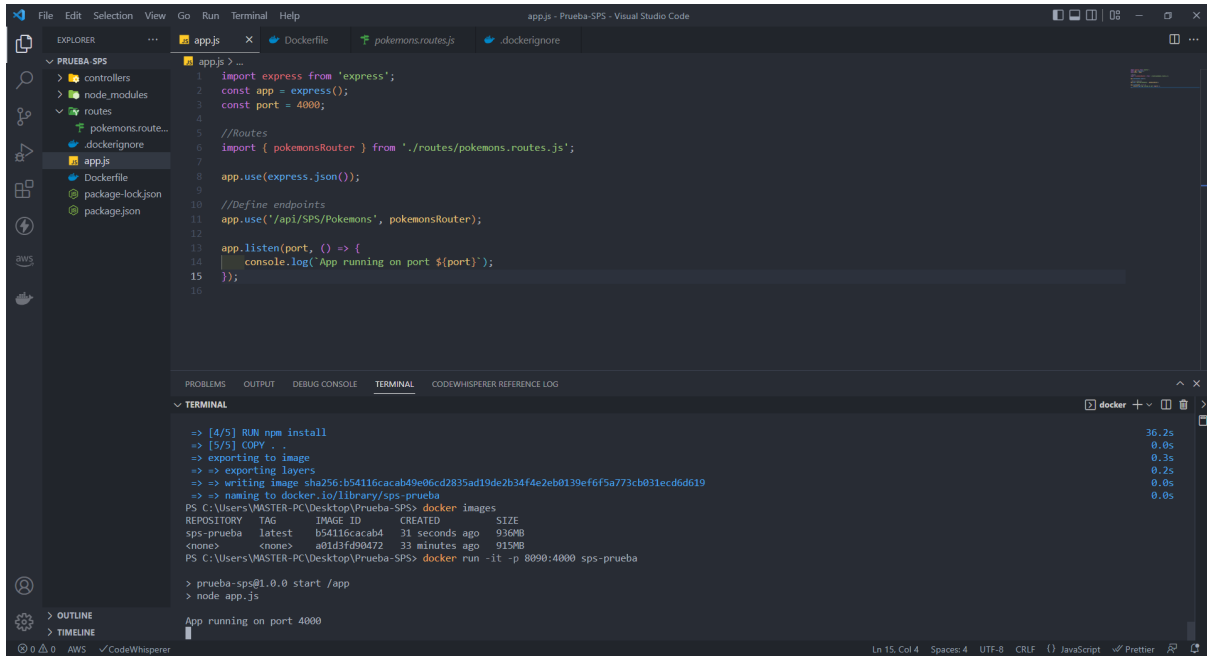 File Edit Selection View Go Run Terminal Help app.js - Prueba-SPS - Visual Studio Code
EXPLORER ...
app.js Dockerfile pokemons.routes.js .dockerignore
PRUEBA-SPS
controllers
node_modules
routes
pokemons.route...
.dockerignore
app.js
Dockerfile
package-lock.json
package.json
aws
OUTLINE
TIMELINE
app.js > ...
1 import express from 'express';
2 const app = express();
3 const port = 4000;
4
5 //Routes
6 import { pokemonsRouter } from './routes/pokemons.routes.js';
7
8 app.use(express.json());
9
10 //Define endpoints
11 app.use('/api/SPS/Pokemons', pokemonsRouter);
12
13 app.listen(port, () => {
14 console.log(`App running on port ${port}`);
15 });
16
PROBLEMS OUTPUT DEBUG CONSOLE TERMINAL CODEWHISPERER REFERENCE LOG
TERMINAL docker
=> [4/5] RUN npm install 36.2s
=> [5/5] COPY . . 0.0s
=> exporting to image 0.3s
=> => exporting layers 0.2s
=> => writing image sha256:b54116cacab49e06cd2835ad19de2b34f4e2eb0139ef6f5a773cb031ecd6d619 0.0s
=> => naming to docker.io/library/sps-prueba 0.0s
PS C:\Users\MASTER-PC\Desktop\Prueba-SPS> docker images
REPOSITORY TAG IMAGE ID CREATED SIZE
sps-prueba latest b54116cacab4 31 seconds ago 936MB
<none> <none> a01d3fd90472 33 minutes ago 915MB
PS C:\Users\MASTER-PC\Desktop\Prueba-SPS> docker run -it -p 8090:4000 sps-prueba
> prueba-sps@1.0.0 start /app
> node app.js
App running on port 4000
0 0 AWS CodeWhisperer Ln 15, Col 4 Spaces: 4 UTF-8 CRLF {} JavaScript Prettier